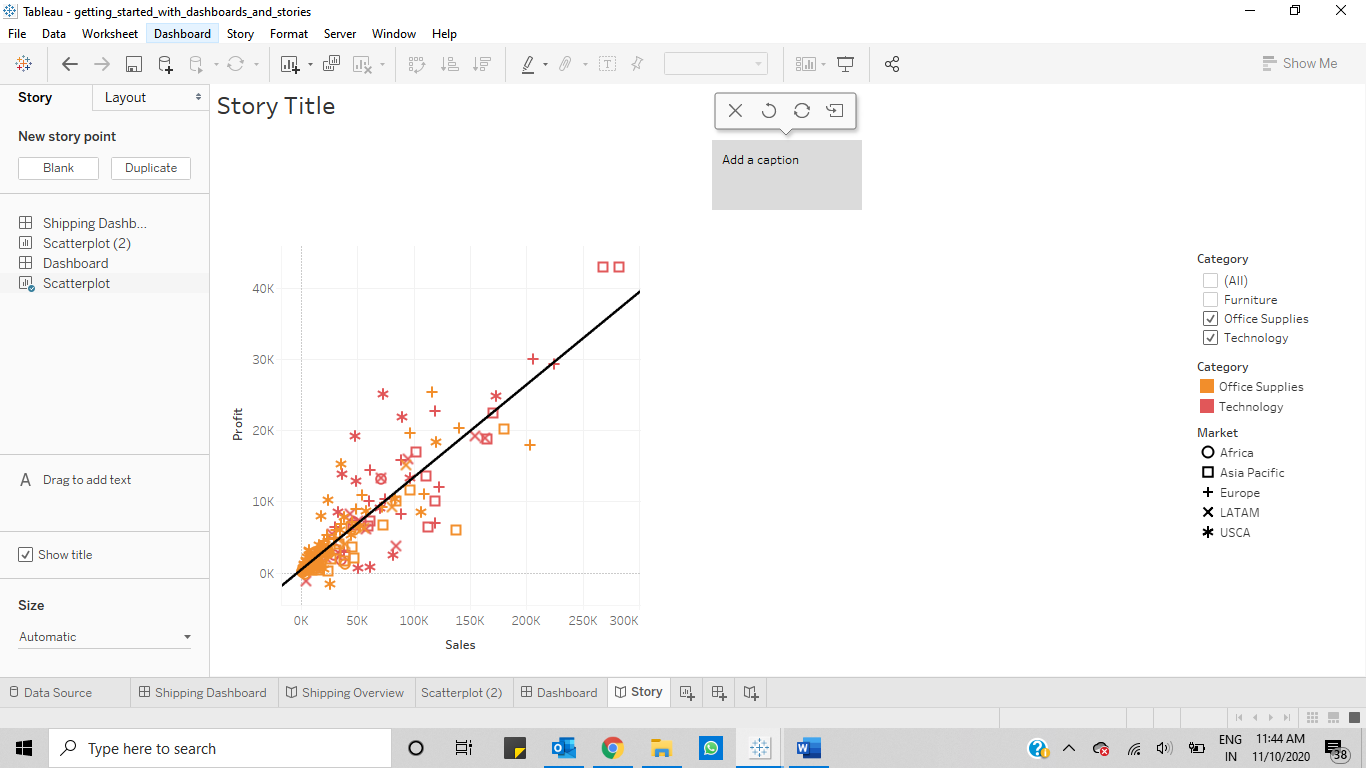 Tableau - getting_started_with_dashboards_and_stories
File Data Worksheet Dashboard Story Format Server Window Help
Show Me
Story Layout
New story point
Blank Duplicate
Shipping Dashb...
Scatterplot (2)
Dashboard
Scatterplot
A Drag to add text
Show title
Size
Automatic
Story Title
Add a caption
40K
30K
20K
10K
0K
Profit
0K 50K 100K 150K 200K 250K 300K
Sales
Category
(All)
Furniture
Office Supplies
Technology
Category
Office Supplies
Technology
Market
Africa
Asia Pacific
Europe
LATAM
USCA
Data Source Shipping Dashboard Shipping Overview Scatterplot (2) Dashboard Story
Type here to search
ENG
IN
11:44 AM
11/10/2020
38